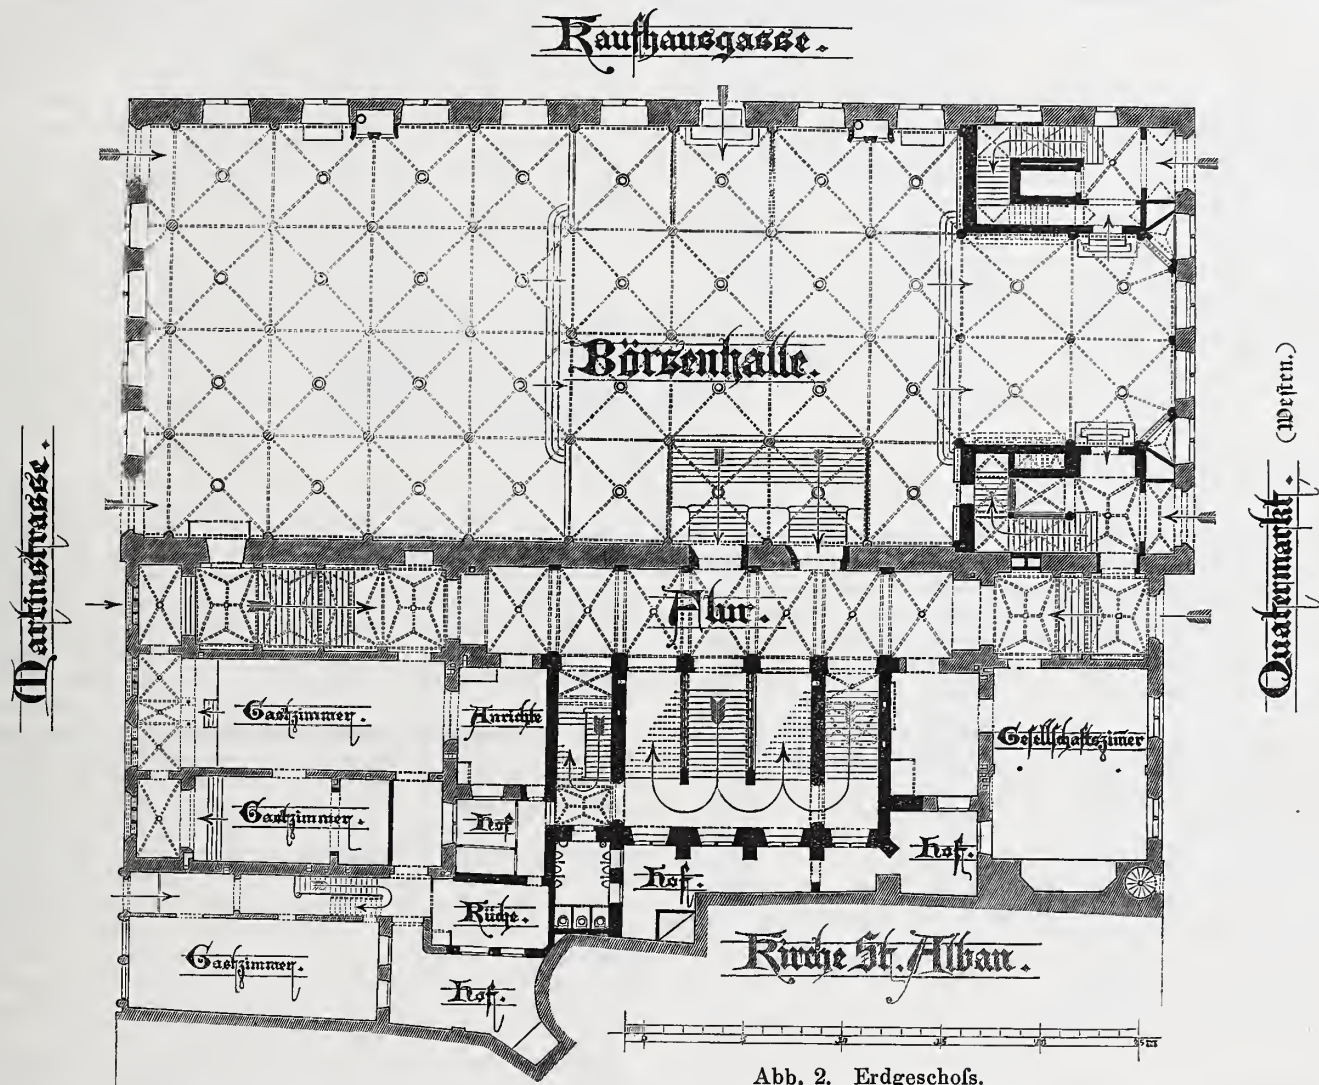 Kaufhausgasse.
Börsenhalle.
Martinstrasse.
Quatermarkt.
(Westen.)
Flur.
Gastzimmer.
Anrichte
Gesellschaftszimer
Gastzimmer.
Hof
Hof.
Hof.
Küche.
Gastzimmer.
Hof.
Kirche St. Alban.
Abb. 2. Erdgeschoſs.